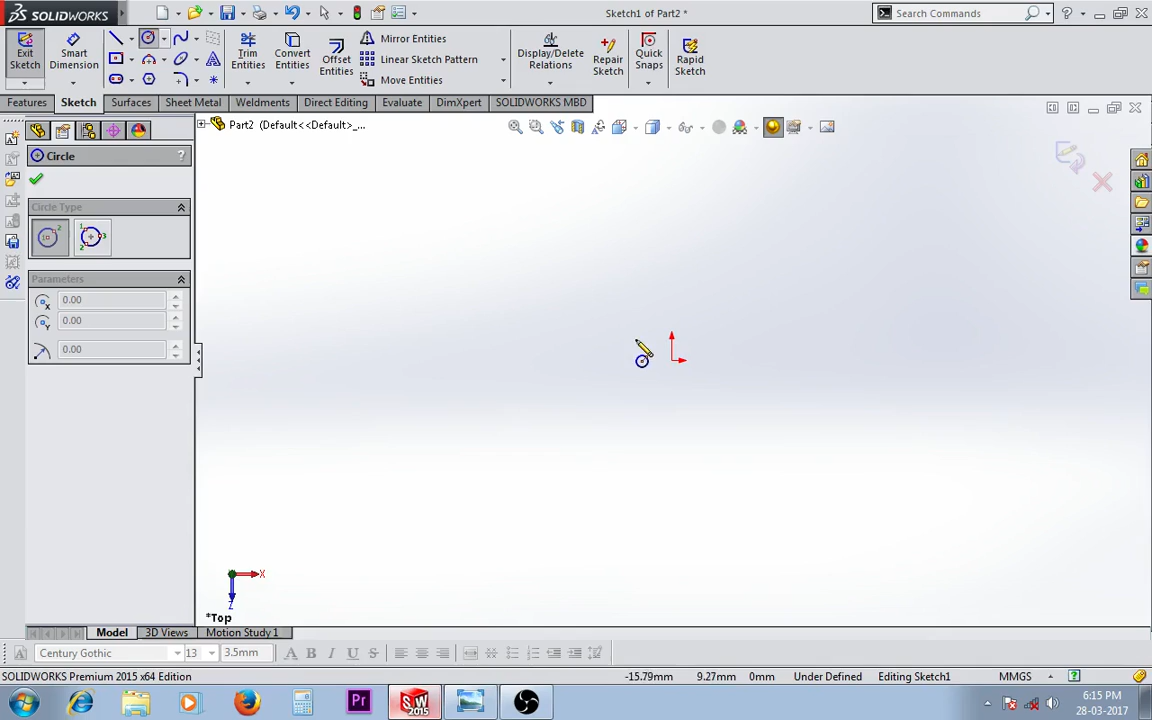 SOLIDWORKS
Sketch1 of Part2 *
Search Commands
Exit Sketch
Smart Dimension
Trim Entities
Convert Entities
Offset Entities
Mirror Entities
Linear Sketch Pattern
Move Entities
Display/Delete Relations
Repair Sketch
Quick Snaps
Rapid Sketch
Features
Sketch
Surfaces
Sheet Metal
Weldments
Direct Editing
Evaluate
DimXpert
SOLIDWORKS MBD
Part2 (Default<<Default>_...
Circle
?
Circle Type
Parameters
0.00
0.00
0.00
X
Z
*Top
Model
3D Views
Motion Study 1
Century Gothic
13
3.5mm
SOLIDWORKS Premium 2015 x64 Edition
-15.79mm
9.27mm
0mm
Under Defined
Editing Sketch1
MMGS
Pr
SW 2015
6:15 PM
28-03-2017